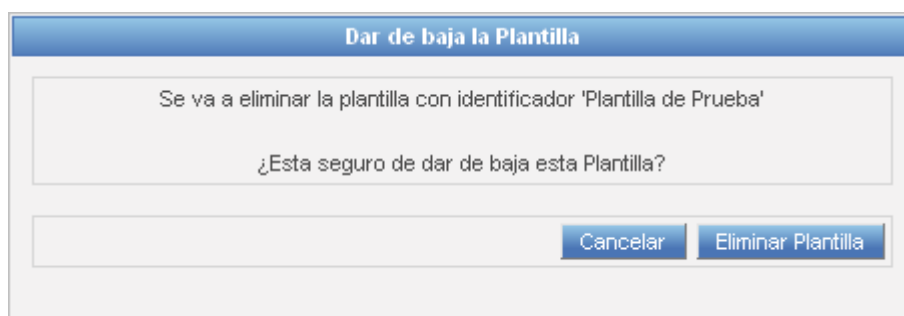 Dar de baja la Plantilla
Se va a eliminar la plantilla con identificador 'Plantilla de Prueba'
¿Esta seguro de dar de baja esta Plantilla?
Cancelar
Eliminar Plantilla